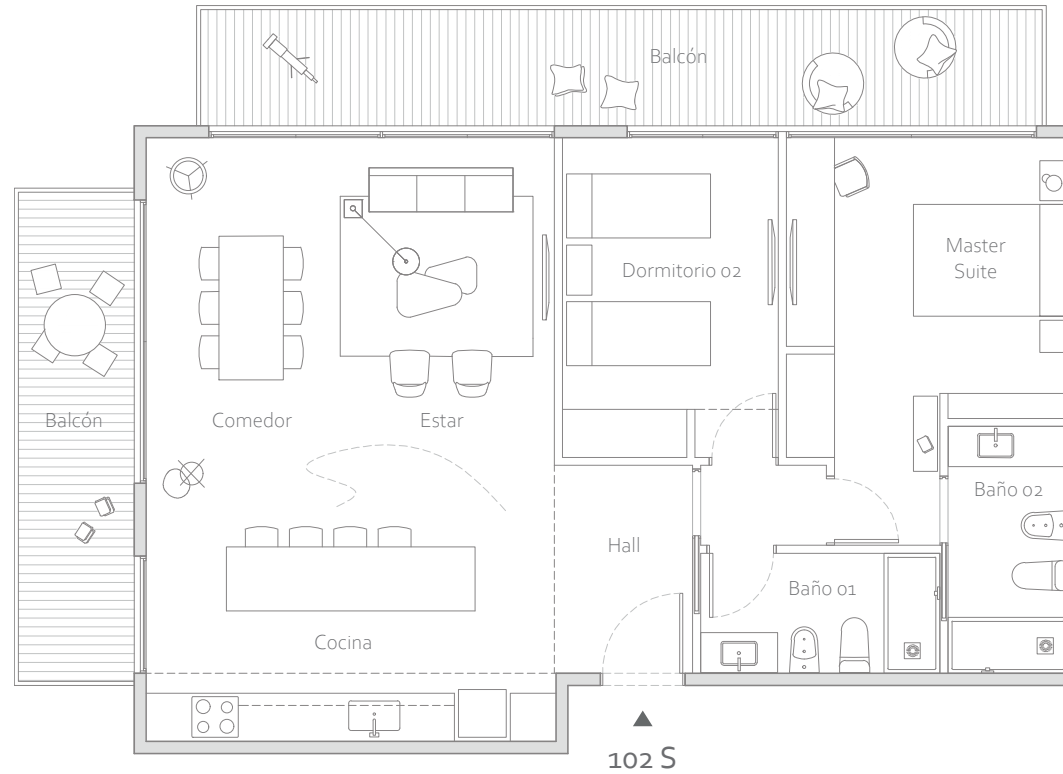 Balcón
Master
Suite
Dormitorio 02
Balcón
Comedor
Estar
Baño 02
Hall
Baño 01
Cocina
102 S